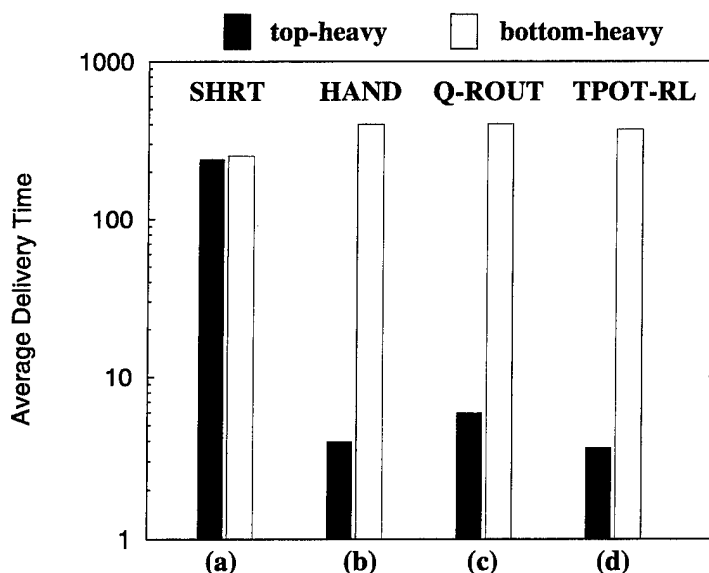 top-heavy bottom-heavy
1000
SHRT HAND Q-ROUT TPOT-RL
Average Delivery Time
100
10
1
(a) (b) (c) (d)